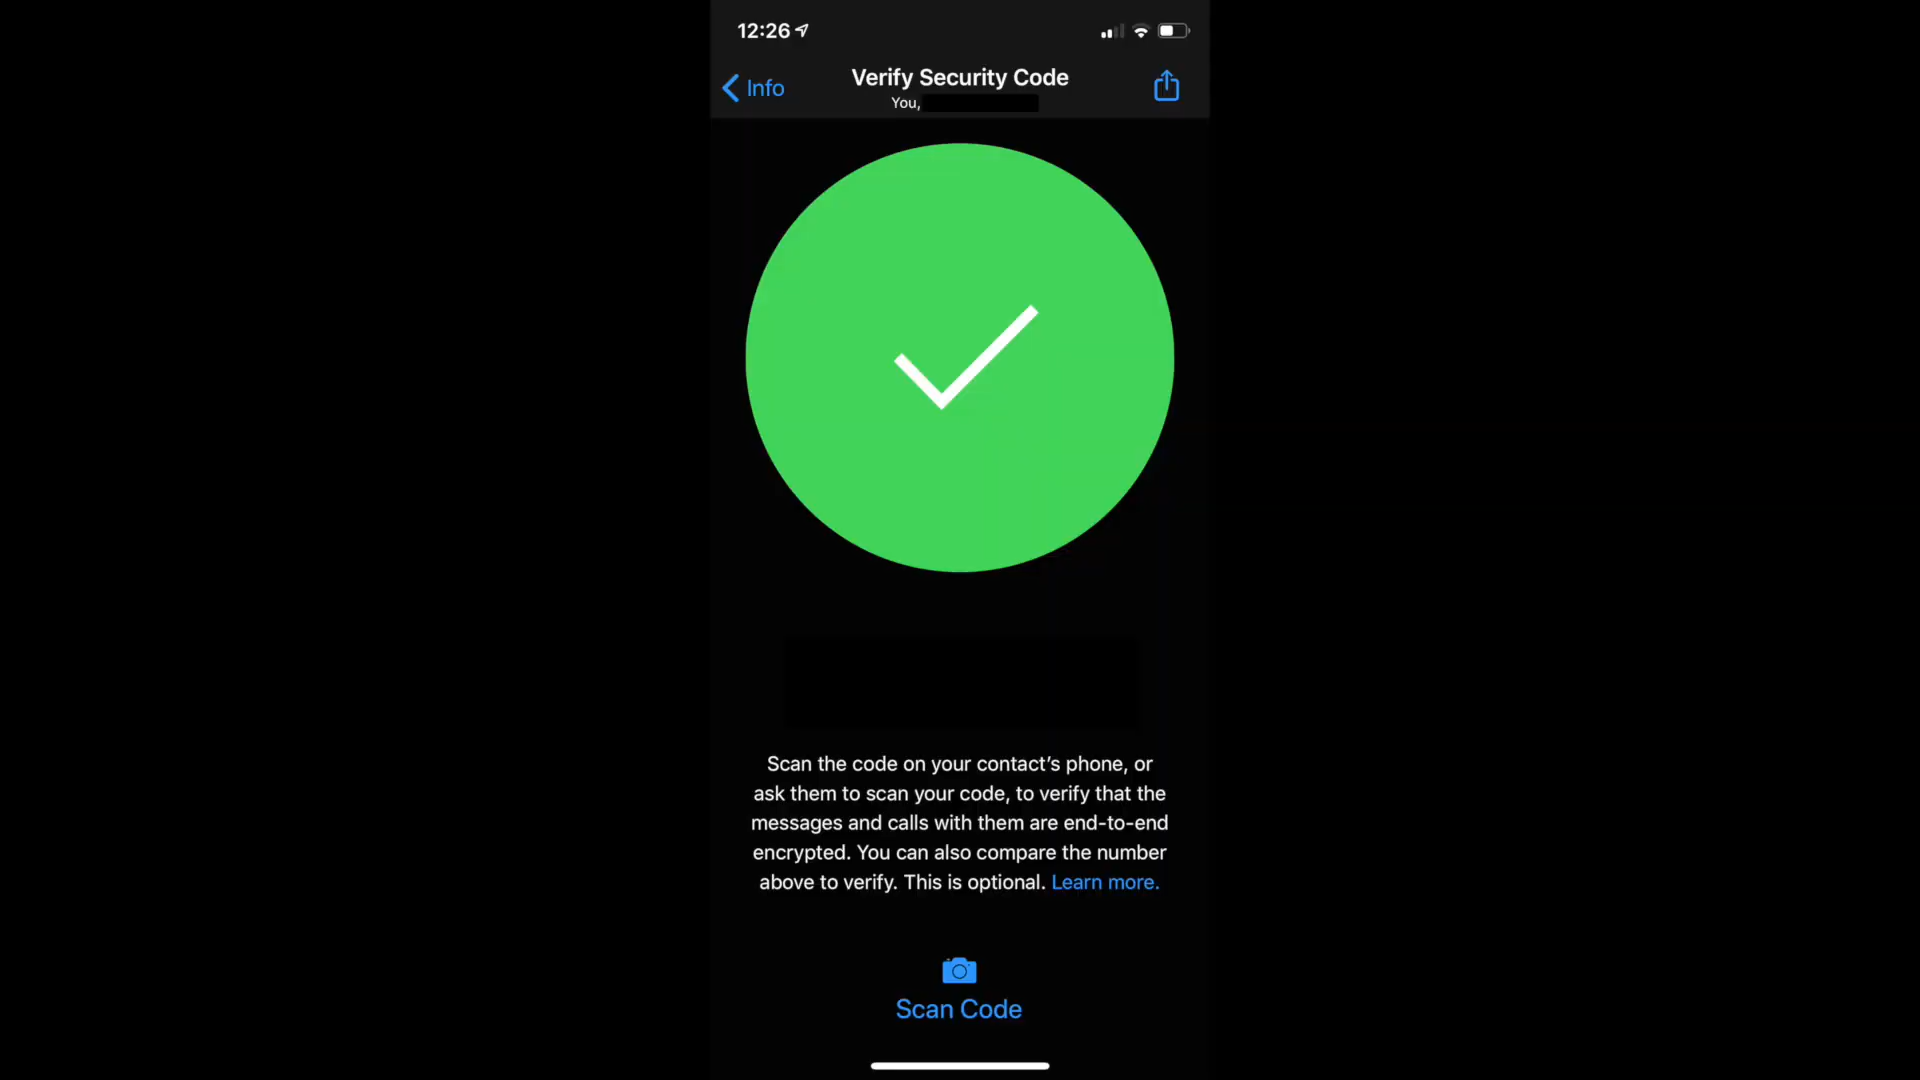 12:26
Info
Verify Security Code
You,
Scan the code on your contact’s phone, or
ask them to scan your code, to verify that the
messages and calls with them are end-to-end
encrypted. You can also compare the number
above to verify. This is optional. Learn more.
Scan Code